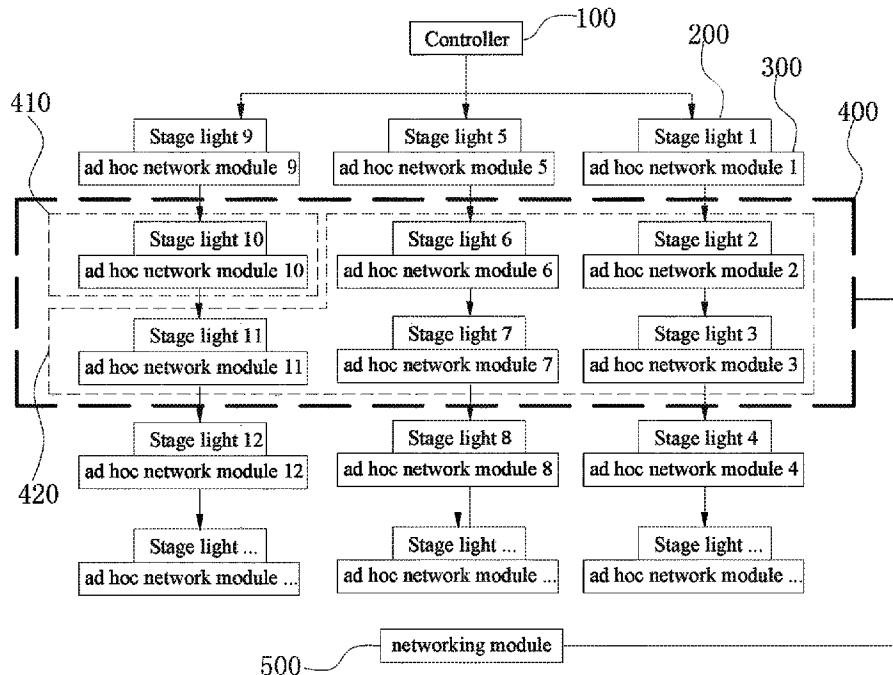 100
Controller
200
300
410
400
Stage light 9
Stage light 5
Stage light 1
ad hoc network module 9
ad hoc network module 5
ad hoc network module 1
Stage light 10
Stage light 6
Stage light 2
ad hoc network module 10
ad hoc network module 6
ad hoc network module 2
Stage light 11
Stage light 7
Stage light 3
ad hoc network module 11
ad hoc network module 7
ad hoc network module 3
Stage light 12
Stage light 8
Stage light 4
ad hoc network module 12
ad hoc network module 8
ad hoc network module 4
420
Stage light ...
Stage light ...
Stage light ...
ad hoc network module ...
ad hoc network module ...
ad hoc network module ...
networking module
500